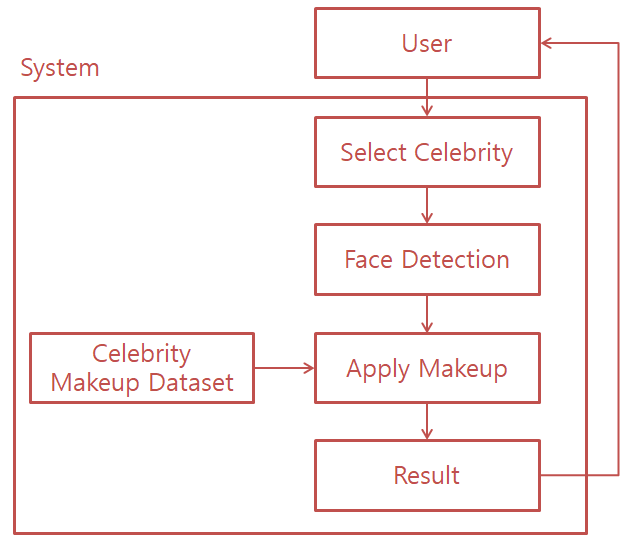 User
System
Select Celebrity
Face Detection
Celebrity
Makeup Dataset
Apply Makeup
Result